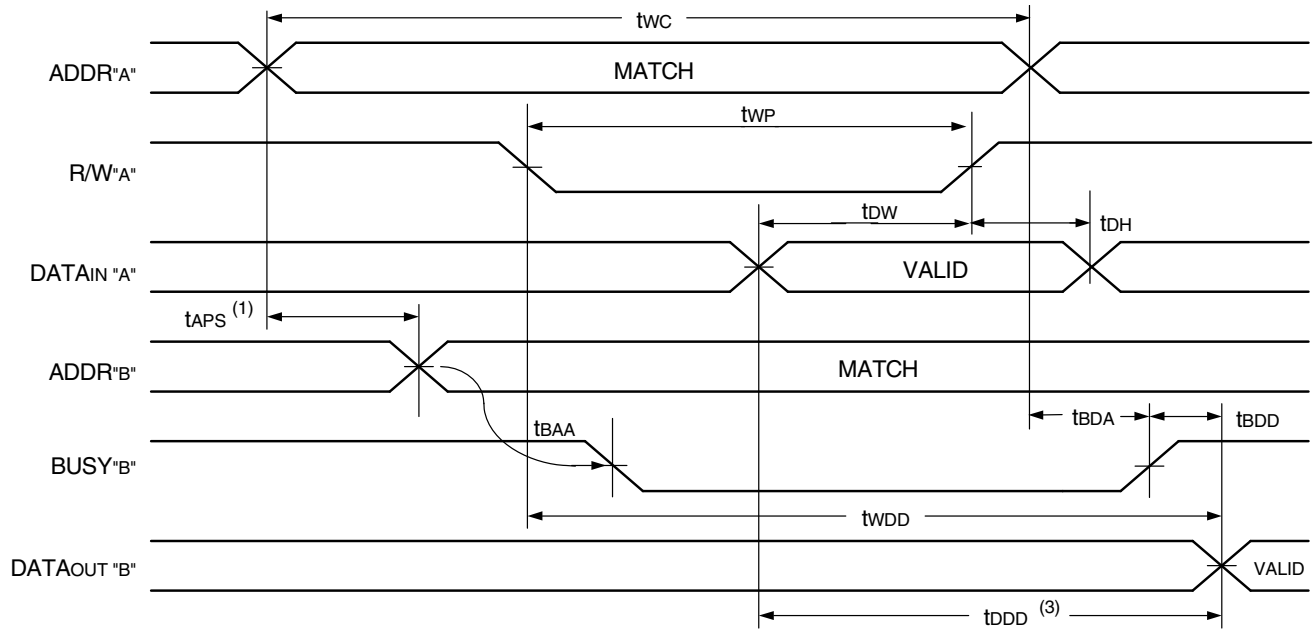 tWC
ADDR"A"
MATCH
tWP
R/W"A"
tDW
tDH
DATAIN "A"
VALID
tAPS (1)
ADDR"B"
MATCH
tBAA
tBDA
tBDD
BUSY"B"
tWDD
DATAOUT "B"
VALID
tDDD (3)